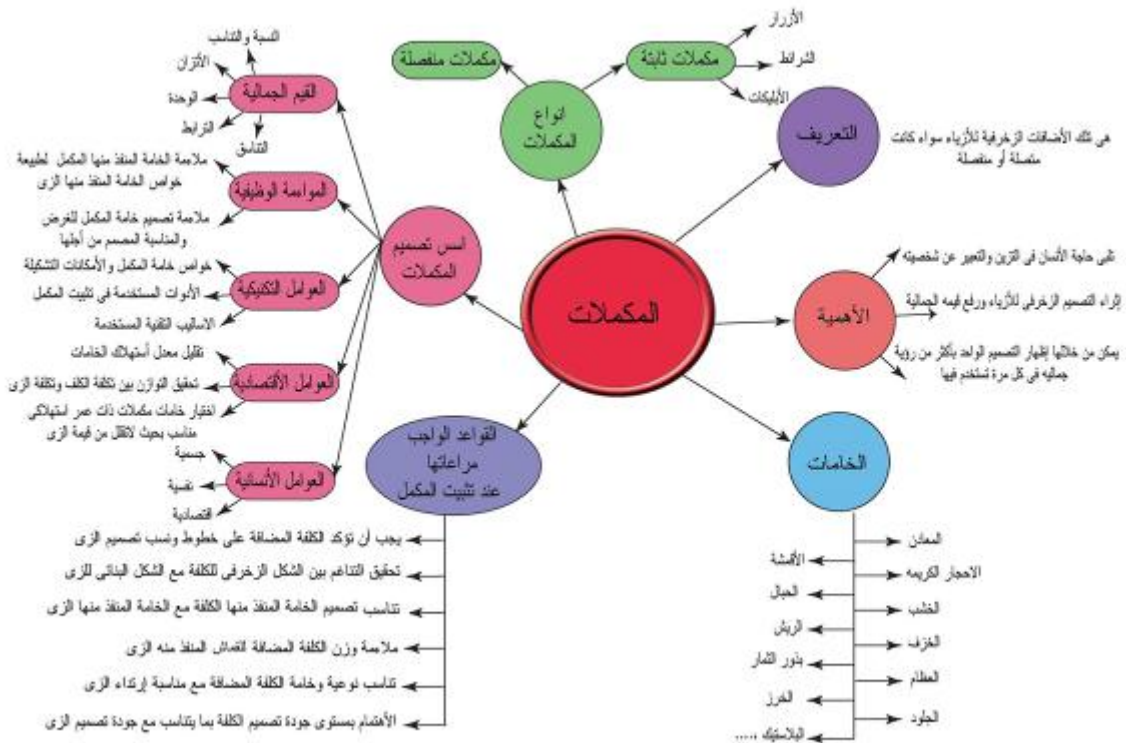 المكملات
التعريف
هى تلك الأضافات الزخرفية للأزياء سواء كانت
متصلة أو منفصلة
الأهمية
تلبى حاجة الأنسان فى التزين والتعبير عن شخصيته
إثراء التصميم الزخرفى للأزياء ورفع قيمه الجمالية
يمكن من خلالها إظهار التصميم الواحد بأكثر من رؤية
جماليه فى كل مرة تستخدم فيها
الخامات
المعادن
الأقمشة
الاحجار الكريمه
الحبال
الخشب
الريش
الخزف
بذور الثمار
العظام
الخرز
الجلود
البلاستيك ،....
انواع
المكملات
مكملات ثابتة
الأزرار
الشرائط
الأبليكات
مكملات منفصلة
اسس تصميم
المكملات
القيم الجمالية
النسبة والتناسب
الأتزان
الوحدة
الترابط
التناسق
المواءمة الوظيفية
ملاءمة الخامة المنفذ منها المكمل لطبيعة
خواص الخامة المنفذ منها الزى
ملاءمة تصميم خامة المكمل للغرض
والمناسبة المصمم من أجلها
العوامل التكنيكية
خواص خامة المكمل والأمكانات التشكيلة
الأدوات المستخدمة فى تثبيت المكمل
الاساليب التقنية المستخدمة
العوامل الأقتصادية
تقليل معدل أستهلاك الخامات
تحقيق التوازن بين تكلفة الكلف وتكلفة الزى
اختيار خامات مكملات ذات عمر استهلاكي
مناسب بحيث لاتقلل من قيمة الزى
العوامل الأنسانية
جسمية
نفسية
اقتصادية
القواعد الواجب
مراعاتها
عند تثبيت المكمل
يجب أن تؤكد الكلفة المضافة على خطوط ونسب تصميم الزى
تحقيق التناغم بين الشكل الزخرفى للكلفة مع الشكل البنائى للزى
تناسب تصميم الخامة المنفذ منها الكلفة مع الخامة المنفذ منها الزى
ملاءمة وزن الكلفة المضافة للقماش المنفذ منه الزى
تناسب نوعية وخامة الكلفة المضافة مع مناسبة إرتداء الزى
الأهتمام بمستوى جودة تصميم الكلفة بما يتناسب مع جودة تصميم الزى